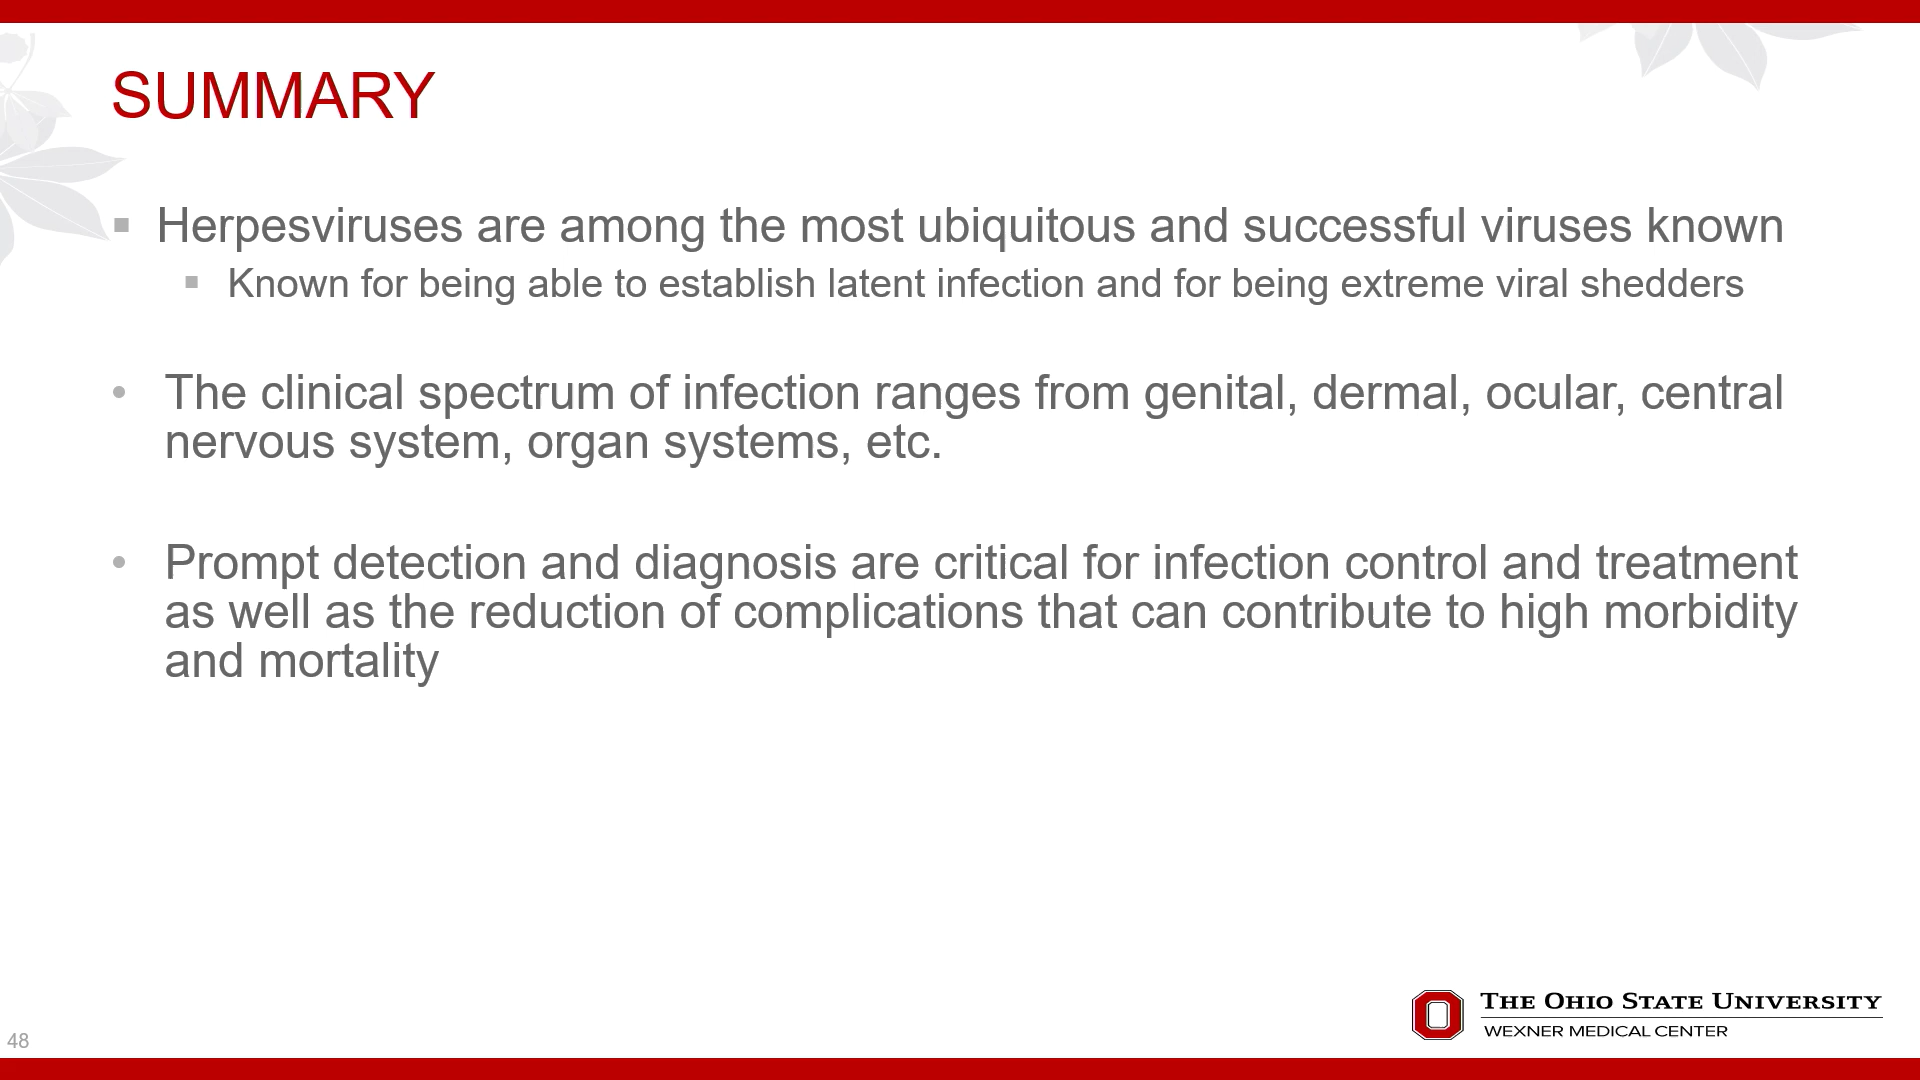 SUMMARY
▪ Herpesviruses are among the most ubiquitous and successful viruses known
▪ Known for being able to establish latent infection and for being extreme viral shedders
• The clinical spectrum of infection ranges from genital, dermal, ocular, central
nervous system, organ systems, etc.
• Prompt detection and diagnosis are critical for infection control and treatment
as well as the reduction of complications that can contribute to high morbidity
and mortality
THE OHIO STATE UNIVERSITY
WEXNER MEDICAL CENTER
48